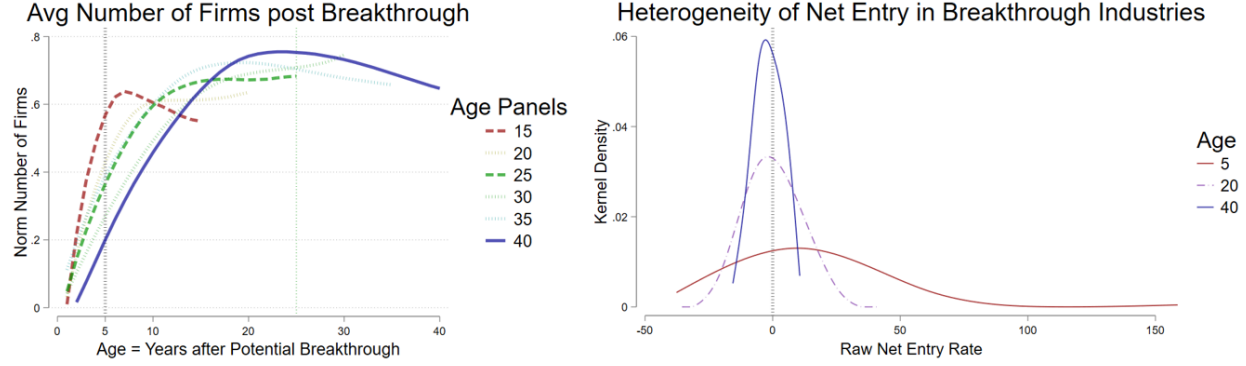 Avg Number of Firms post Breakthrough
Norm Number of Firms
.8
.6
.4
.2
0
0 5 10 20 30 40
Age = Years after Potential Breakthrough
Age Panels
15
20
25
30
35
40
Heterogeneity of Net Entry in Breakthrough Industries
Kernel Density
.06
.04
.02
0
-50 0 50 100 150
Raw Net Entry Rate
Age
5
20
40